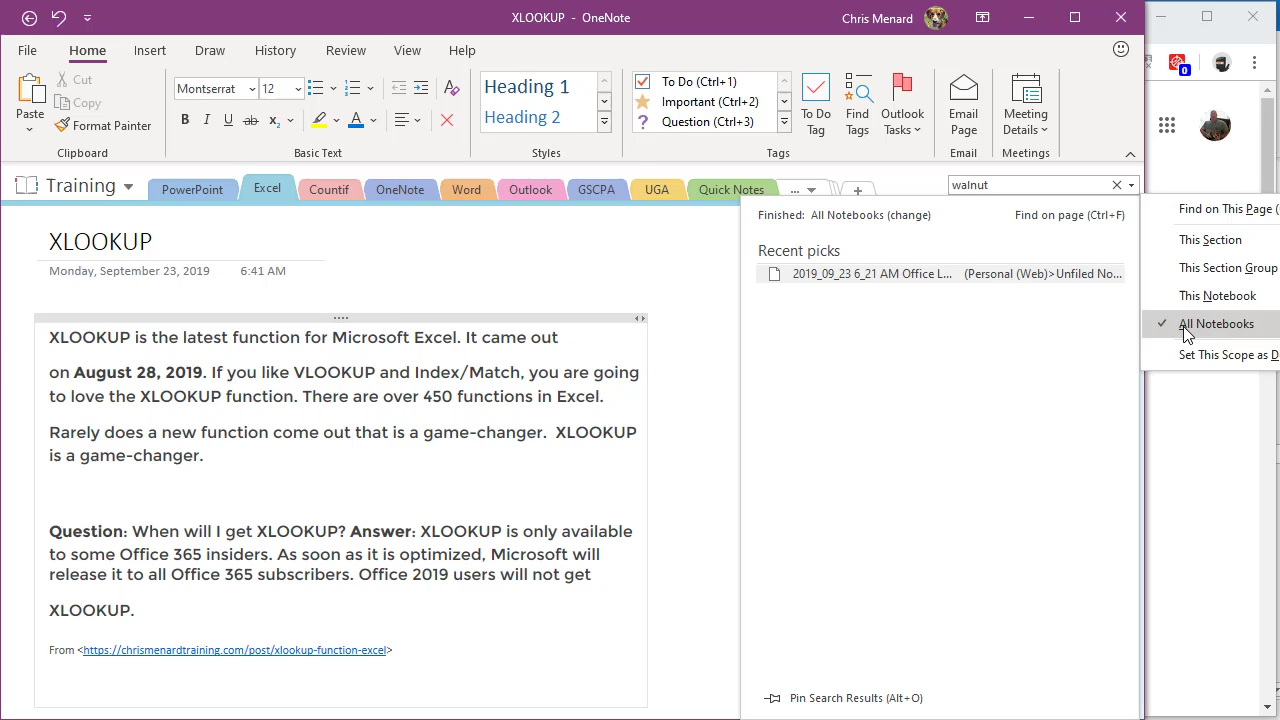 XLOOKUP - OneNote
Chris Menard
File Home Insert Draw History Review View Help
Paste
Cut
Copy
Format Painter
Clipboard
Montserrat 12
B I U ab x2 A
Basic Text
Heading 1
Heading 2
Styles
To Do (Ctrl+1)
Important (Ctrl+2)
Question (Ctrl+3)
To Do Tag
Find Tags
Outlook Tasks
Tags
Email Page
Email
Meeting Details
Meetings
0
Training PowerPoint Excel Countif OneNote Word Outlook GSCPA UGA Quick Notes ... +
walnut
Finished: All Notebooks (change) Find on page (Ctrl+F)
Recent picks
2019_09_23 6_21 AM Office L... (Personal (Web)>Unfiled No...
Pin Search Results (Alt+O)
Find on This Page (
This Section
This Section Group
This Notebook
All Notebooks
Set This Scope as D
XLOOKUP
Monday, September 23, 2019 6:41 AM
XLOOKUP is the latest function for Microsoft Excel. It came out
on August 28, 2019. If you like VLOOKUP and Index/Match, you are going
to love the XLOOKUP function. There are over 450 functions in Excel.
Rarely does a new function come out that is a game-changer. XLOOKUP
is a game-changer.
Question: When will I get XLOOKUP? Answer: XLOOKUP is only available
to some Office 365 insiders. As soon as it is optimized, Microsoft will
release it to all Office 365 subscribers. Office 2019 users will not get
XLOOKUP.
From <https://chrismenardtraining.com/post/xlookup-function-excel>